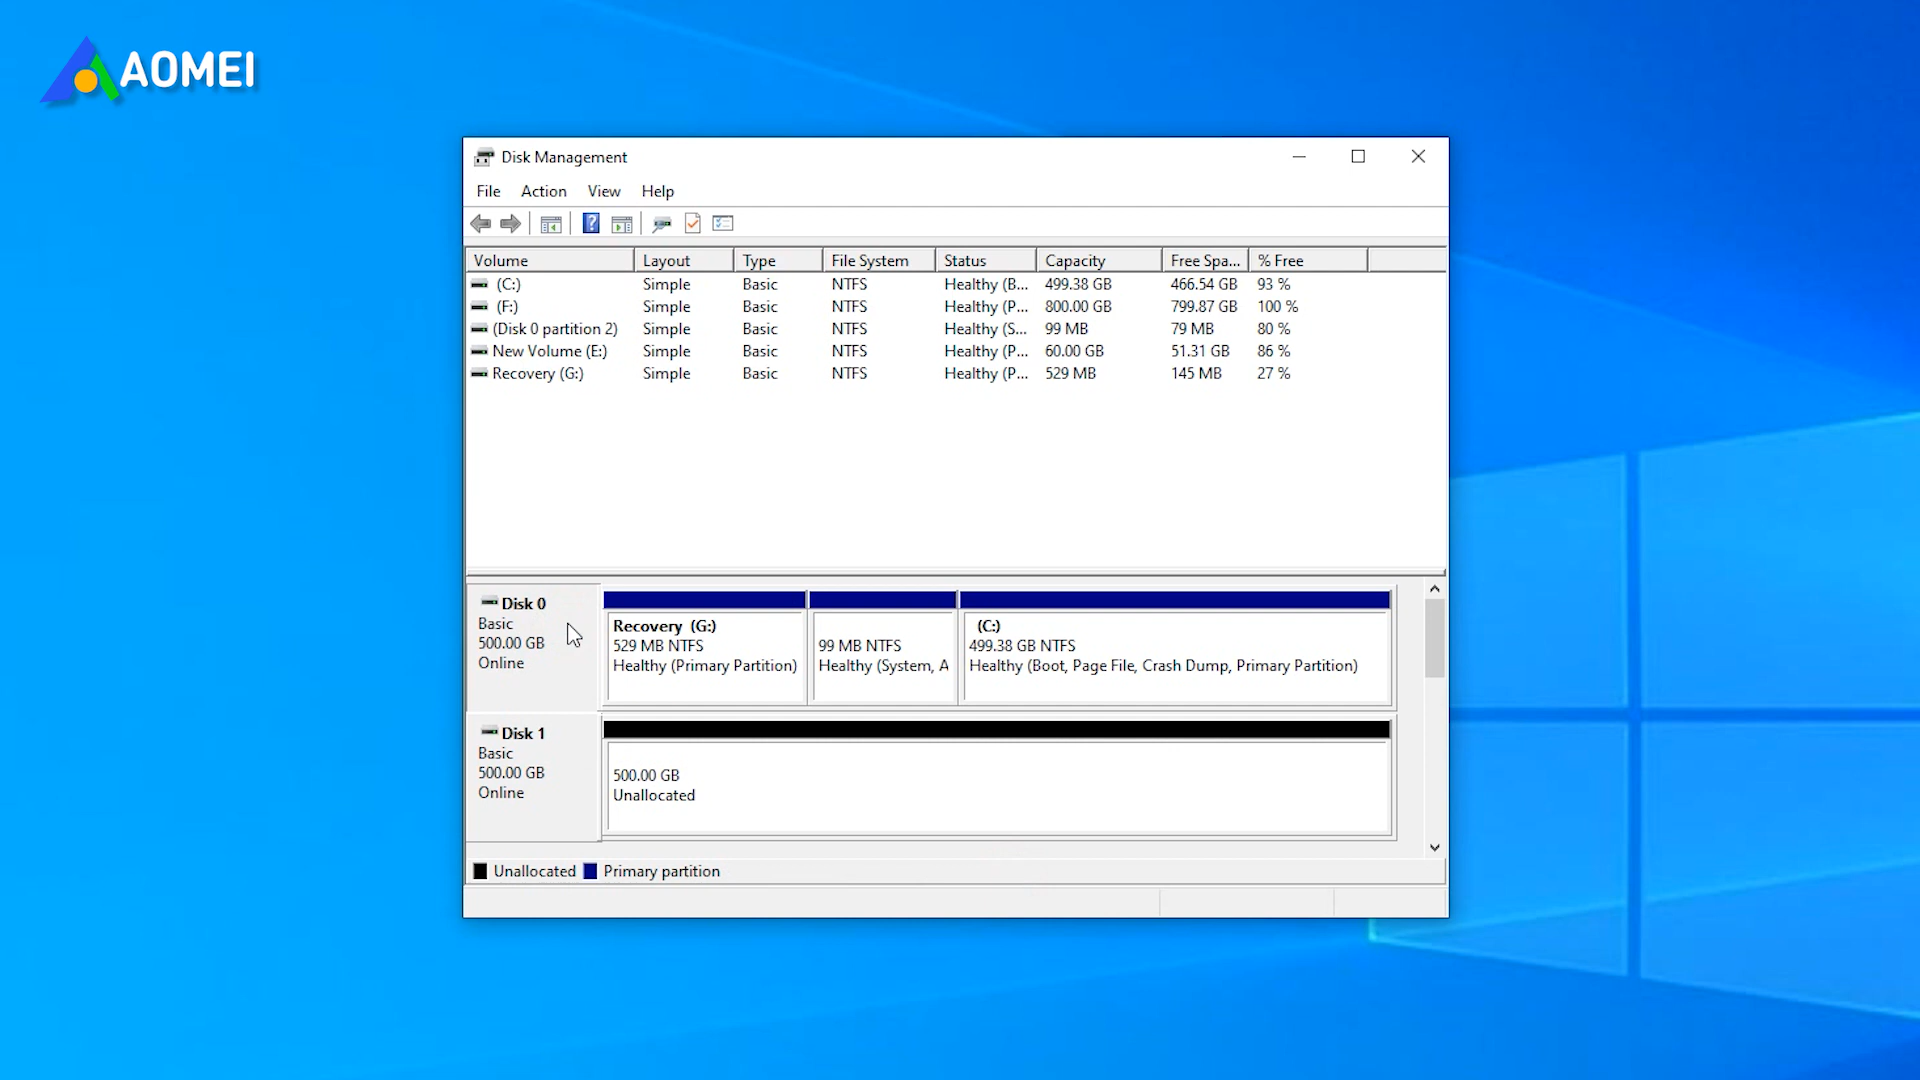 AOMEI
Disk Management
File Action View Help
Volume Layout Type File System Status Capacity Free Spa... % Free
(C:) Simple Basic NTFS Healthy (B... 499.38 GB 466.54 GB 93 %
(F:) Simple Basic NTFS Healthy (P... 800.00 GB 799.87 GB 100 %
(Disk 0 partition 2) Simple Basic NTFS Healthy (S... 99 MB 79 MB 80 %
New Volume (E:) Simple Basic NTFS Healthy (P... 60.00 GB 51.31 GB 86 %
Recovery (G:) Simple Basic NTFS Healthy (P... 529 MB 145 MB 27 %
Disk 0
Basic
500.00 GB
Online
Recovery (G:)
529 MB NTFS
Healthy (Primary Partition)
99 MB NTFS
Healthy (System, A
(C:)
499.38 GB NTFS
Healthy (Boot, Page File, Crash Dump, Primary Partition)
Disk 1
Basic
500.00 GB
Online
500.00 GB
Unallocated
Unallocated Primary partition